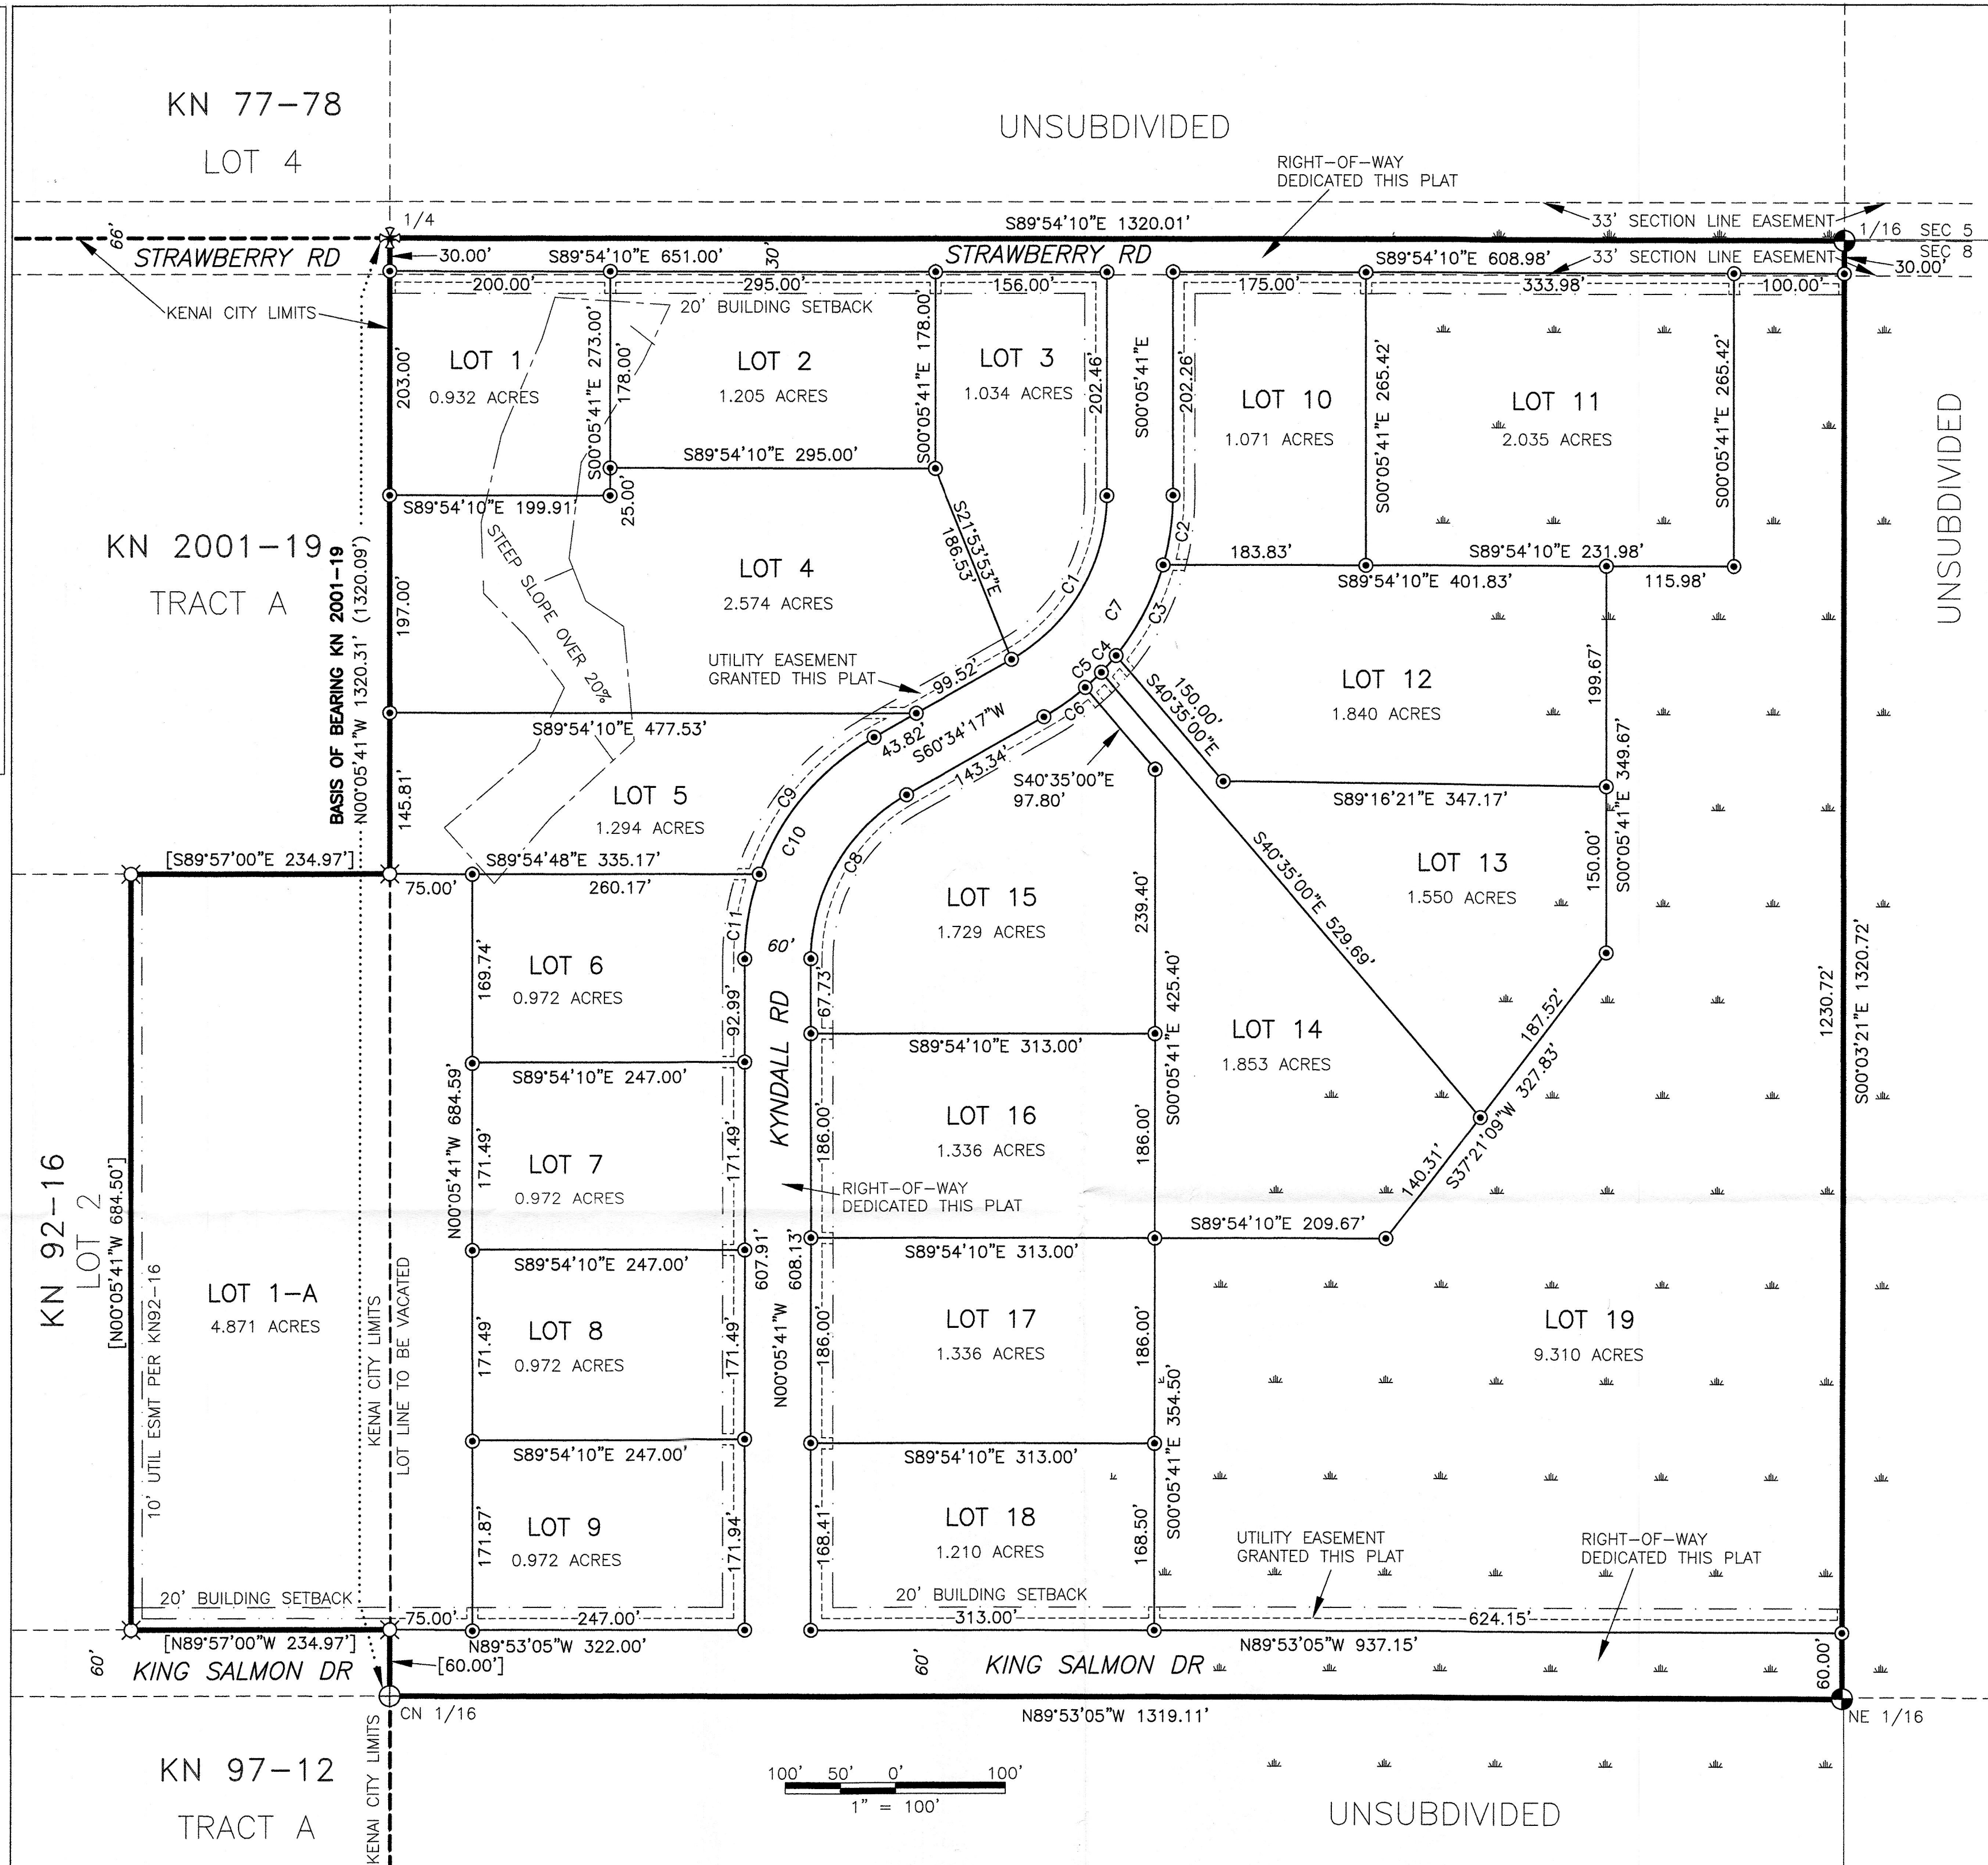 KN 77-78
LOT 4
UNSUBDIVIDED
RIGHT-OF-WAY
DEDICATED THIS PLAT
1/4
S89°54'10"E 1320.01'
33' SECTION LINE EASEMENT
1/16 SEC 5
SEC 8
66'
STRAWBERRY RD
30.00'
S89°54'10"E 651.00'
30'
STRAWBERRY RD
S89°54'10"E 608.98'
33' SECTION LINE EASEMENT
30.00'
200.00'
295.00'
156.00'
175.00'
333.98'
100.00'
KENAI CITY LIMITS
20' BUILDING SETBACK
203.00'
LOT 1
0.932 ACRES
S00°05'41"E 273.00'
178.00'
LOT 2
1.205 ACRES
S00°05'41"E 178.00'
LOT 3
1.034 ACRES
202.46'
S00°05'41"E
202.26'
LOT 10
1.071 ACRES
S00°05'41"E 265.42'
LOT 11
2.035 ACRES
S00°05'41"E 265.42'
UNSUBDIVIDED
S89°54'10"E 295.00'
S89°54'10"E 199.91'
25.00'
KN 2001-19
TRACT A
BASIS OF BEARING KN 2001-19
N00°05'41"W 1320.31' (1320.09')
197.00'
STEEP SLOPE OVER 20%
LOT 4
2.574 ACRES
S21°53'53"E
186.53'
C1
C2
C7
C3
183.83'
S89°54'10"E 231.98'
S89°54'10"E 401.83'
115.98'
UTILITY EASEMENT
GRANTED THIS PLAT
99.52'
C5
C4
C6
150.00'
S40°35'00"E
LOT 12
1.840 ACRES
199.67'
S00°05'41"E 349.67'
S89°54'10"E 477.53'
43.82'
S60°34'17"W
143.34'
S40°35'00"E
97.80'
S89°16'21"E 347.17'
145.81'
LOT 5
1.294 ACRES
C9
C10
C8
[S89°57'00"E 234.97']
S89°54'48"E 335.17'
75.00'
260.17'
C11
60'
LOT 15
1.729 ACRES
239.40'
S40°35'00"E 529.69'
LOT 13
1.550 ACRES
150.00'
169.74'
LOT 6
0.972 ACRES
92.99'
67.73'
KYNDALL RD
S00°05'41"E 425.40'
S89°54'10"E 313.00'
LOT 14
1.853 ACRES
187.52'
S37°21'09"W 327.83'
140.31'
1230.72'
S00°03'21"E 1320.72'
S89°54'10"E 247.00'
N00°05'41"W 684.59'
171.49'
LOT 7
0.972 ACRES
171.49'
186.00'
LOT 16
1.336 ACRES
186.00'
RIGHT-OF-WAY
DEDICATED THIS PLAT
KN 92-16
LOT 2
[N00°05'41"W 684.50']
10' UTIL ESMT PER KN92-16
LOT 1-A
4.871 ACRES
KENAI CITY LIMITS
LOT LINE TO BE VACATED
S89°54'10"E 247.00'
607.91'
608.13'
N00°05'41"W
S89°54'10"E 313.00'
S89°54'10"E 209.67'
171.49'
LOT 8
0.972 ACRES
171.49'
186.00'
LOT 17
1.336 ACRES
186.00'
S00°05'41"E 354.50'
LOT 19
9.310 ACRES
S89°54'10"E 247.00'
S89°54'10"E 313.00'
171.87'
LOT 9
0.972 ACRES
171.94'
168.41'
LOT 18
1.210 ACRES
168.50'
UTILITY EASEMENT
GRANTED THIS PLAT
RIGHT-OF-WAY
DEDICATED THIS PLAT
20' BUILDING SETBACK
20' BUILDING SETBACK
75.00'
247.00'
313.00'
624.15'
[N89°57'00"W 234.97']
N89°53'05"W 322.00'
N89°53'05"W 937.15'
60'
KING SALMON DR
[60.00']
60'
KING SALMON DR
60.00'
CN 1/16
N89°53'05"W 1319.11'
NE 1/16
KN 97-12
TRACT A
KENAI CITY LIMITS
100' 50' 0' 100'
1" = 100'
UNSUBDIVIDED